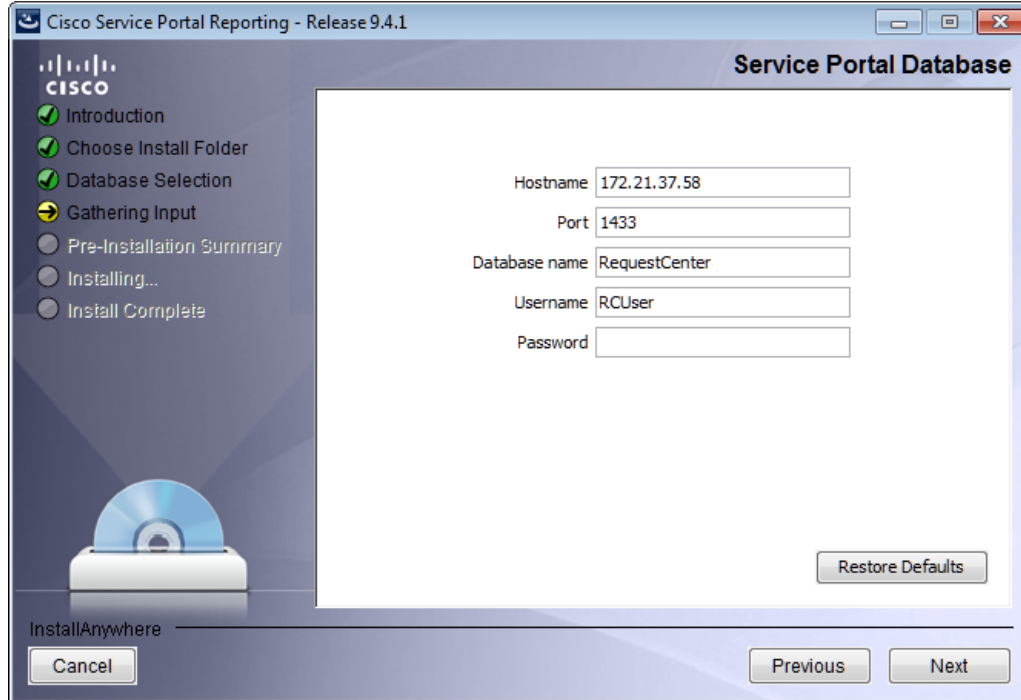 Cisco Service Portal Reporting - Release 9.4.1
CISCO
Service Portal Database
Introduction
Choose Install Folder
Database Selection
Gathering Input
Pre-Installation Summary
Installing...
Install Complete
Hostname 172.21.37.58
Port 1433
Database name RequestCenter
Username RCUser
Password
Restore Defaults
InstallAnywhere
Cancel
Previous
Next